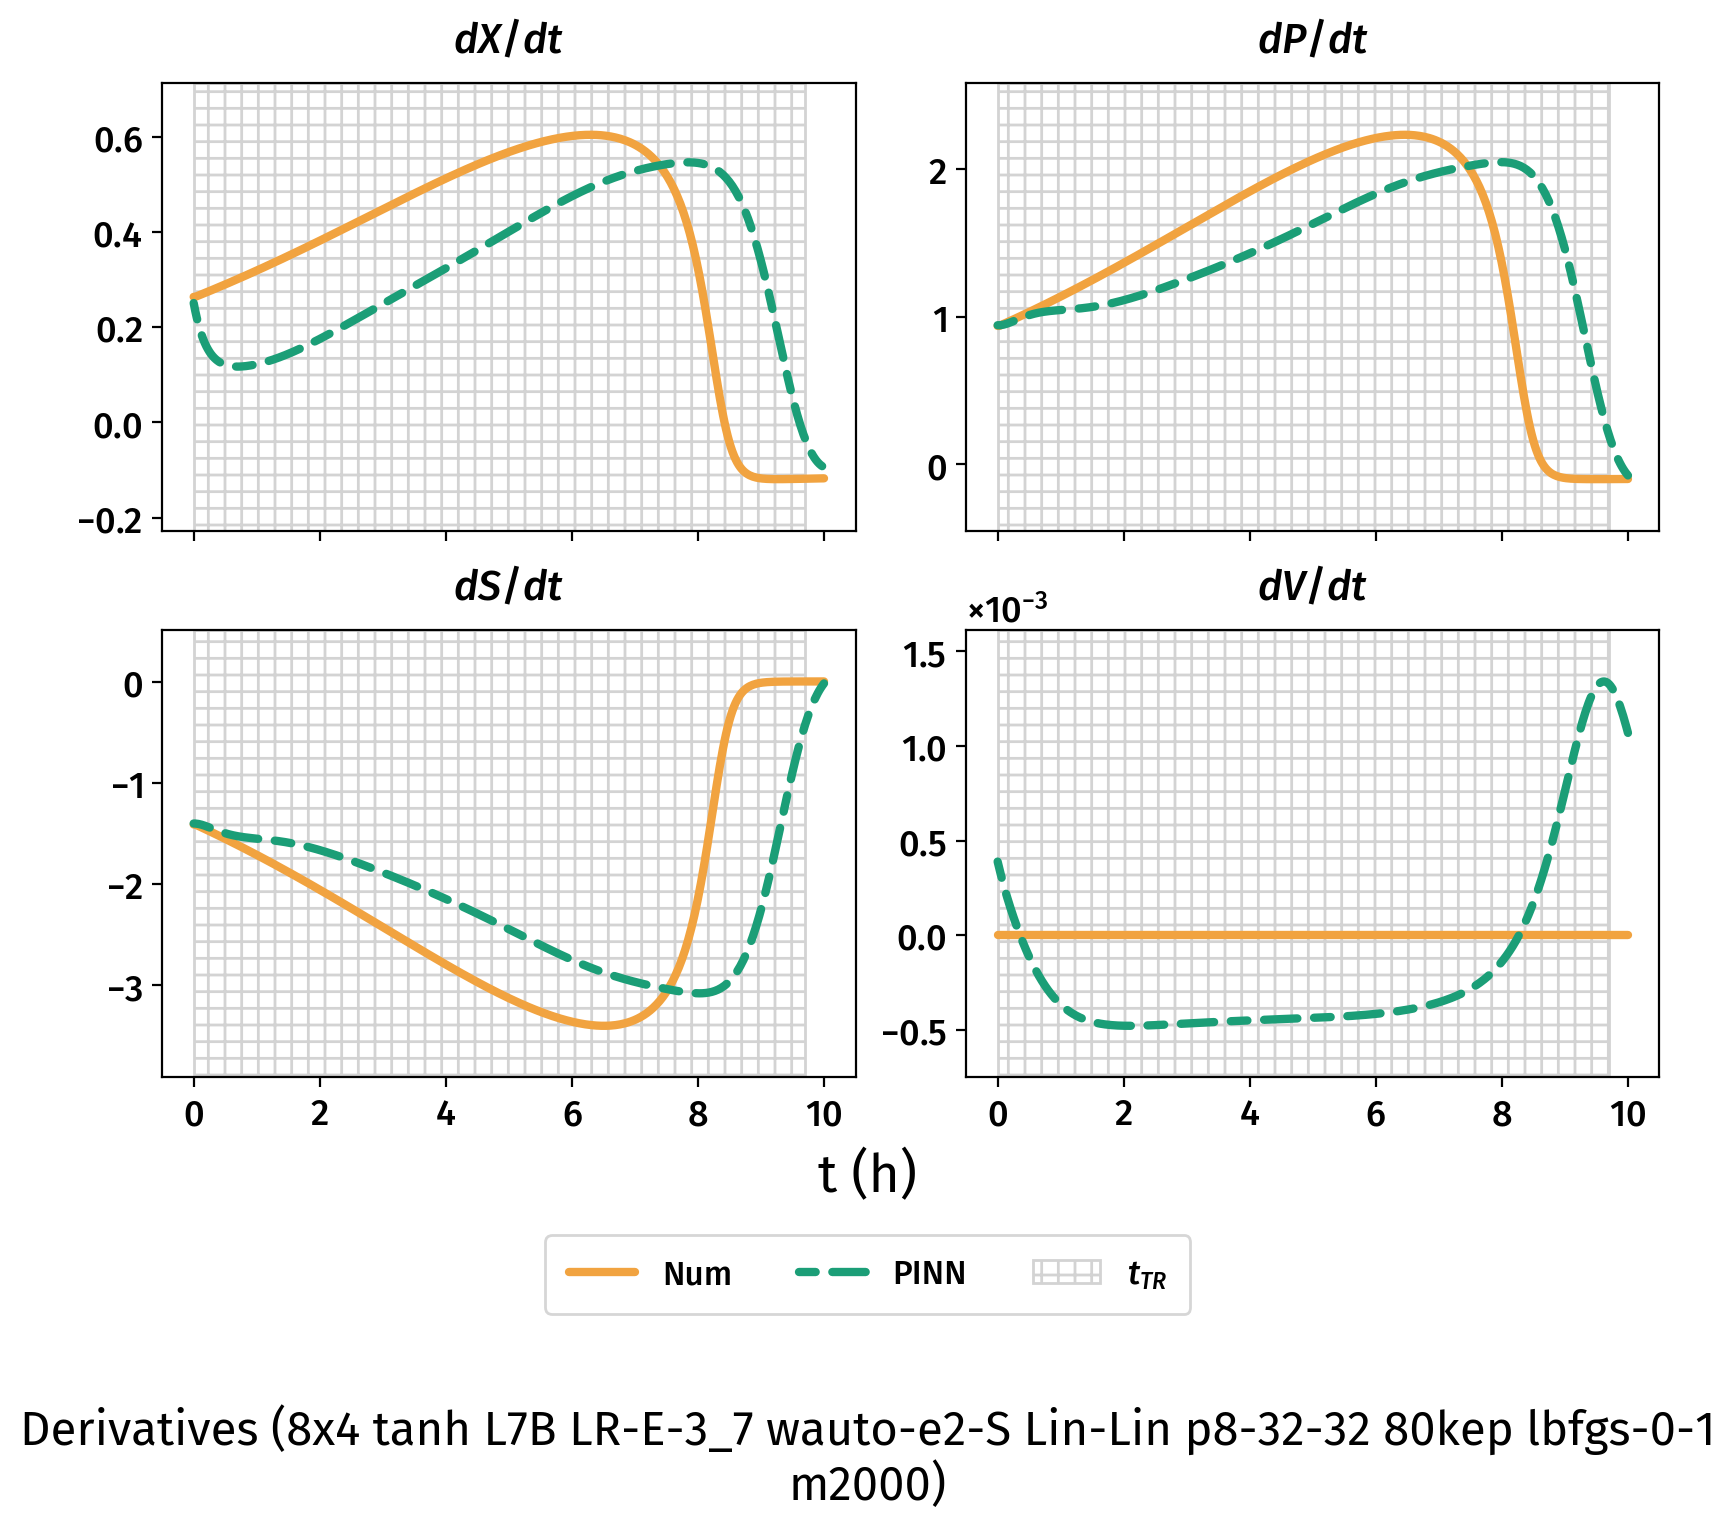 dX/dt
dP/dt
0.6
0.4
0.2
0.0
−0.2
2
1
0
dS/dt
dV/dt
×10⁻³
0
−1
−2
−3
1.5
1.0
0.5
0.0
−0.5
0 2 4 6 8 10
0 2 4 6 8 10
t (h)
Num PINN t_TR
Derivatives (8x4 tanh L7B LR-E-3_7 wauto-e2-S Lin-Lin p8-32-32 80kep lbfgs-0-1
m2000)